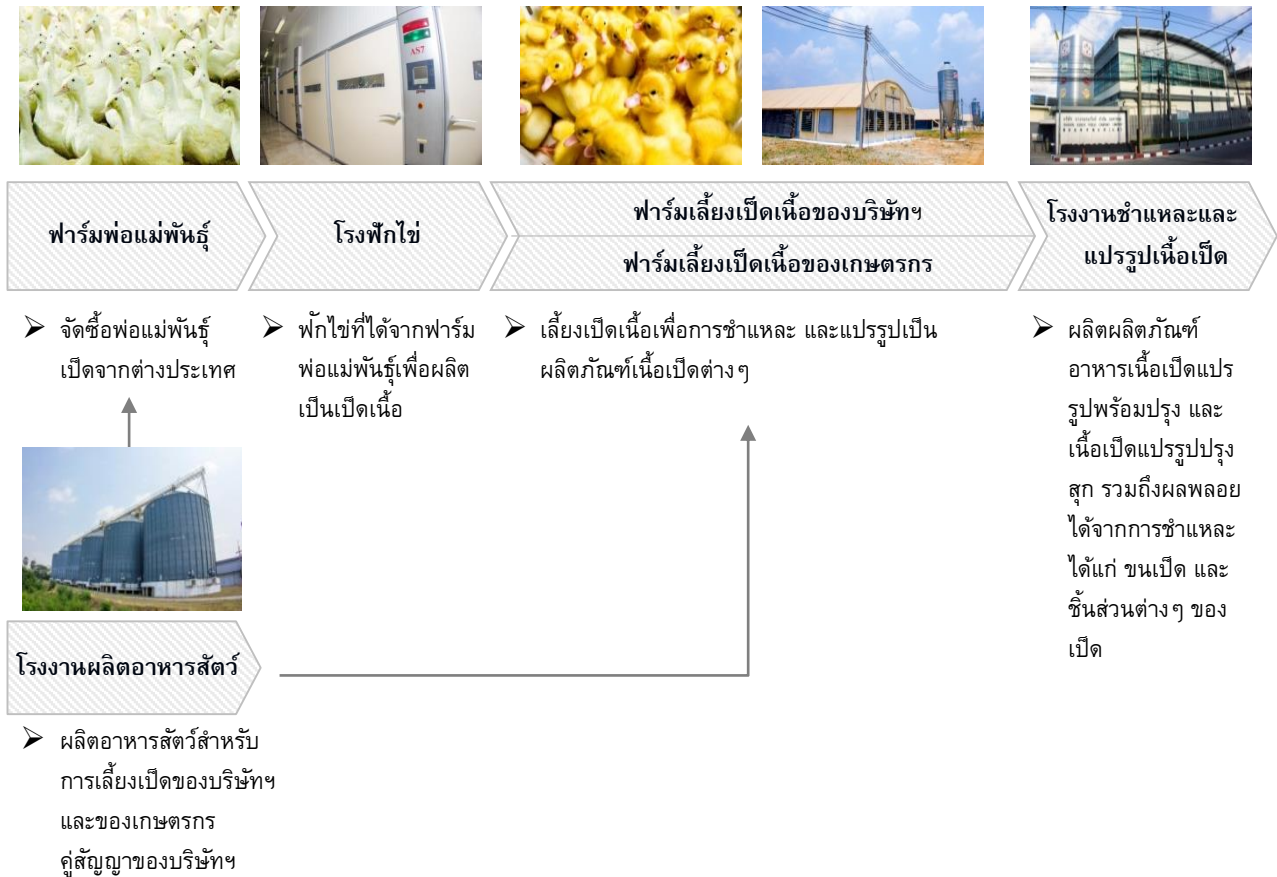 AS7
ฟาร์มพ่อแม่พันธุ์
โรงฟักไข่
ฟาร์มเลี้ยงเป็ดเนื้อของบริษัทฯ
ฟาร์มเลี้ยงเป็ดเนื้อของเกษตรกร
โรงงานชำแหละและ
แปรรูปเนื้อเป็ด
➢ จัดซื้อพ่อแม่พันธุ์
เป็ดจากต่างประเทศ
➢ ฟักไข่ที่ได้จากฟาร์ม
พ่อแม่พันธุ์เพื่อผลิต
เป็นเป็ดเนื้อ
➢ เลี้ยงเป็ดเนื้อเพื่อการชำแหละ และแปรรูปเป็น
ผลิตภัณฑ์เนื้อเป็ดต่างๆ
➢ ผลิตผลิตภัณฑ์
อาหารเนื้อเป็ดแปร
รูปพร้อมปรุง และ
เนื้อเป็ดแปรรูปปรุง
สุก รวมถึงผลพลอย
ได้จากการชำแหละ
ได้แก่ ขนเป็ด และ
ชิ้นส่วนต่างๆ ของ
เป็ด
โรงงานผลิตอาหารสัตว์
➢ ผลิตอาหารสัตว์สำหรับ
การเลี้ยงเป็ดของบริษัทฯ
และของเกษตรกร
คู่สัญญาของบริษัทฯ